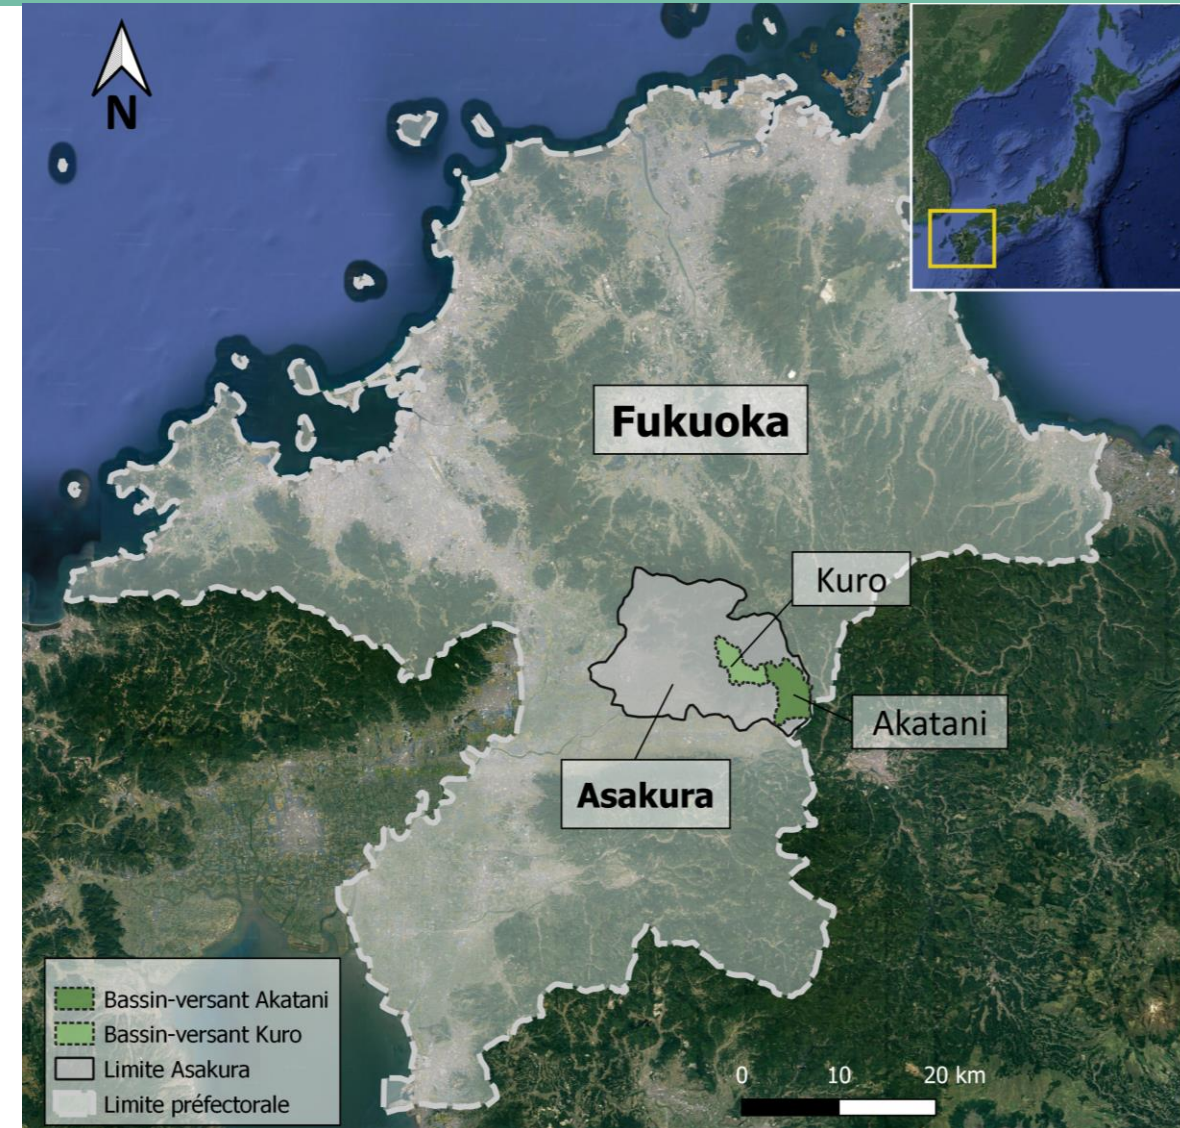 N
Fukuoka
Kuro
Akatani
Asakura
Bassin-versant Akatani
Bassin-versant Kuro
Limite Asakura
Limite préfectorale
0 10 20 km